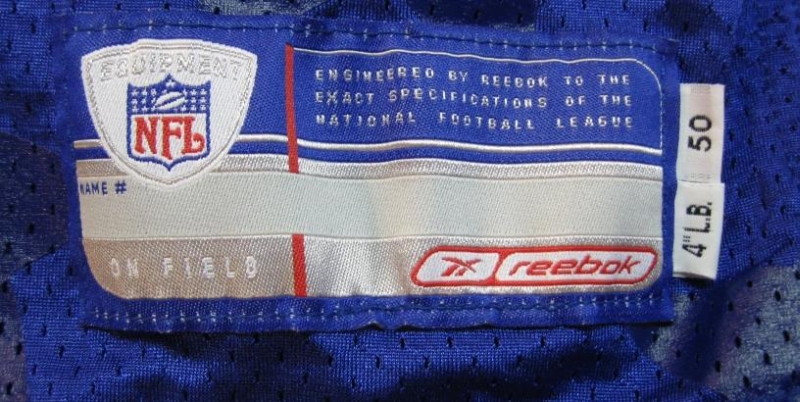 EQUIPMENT
NFL
ENGINEERED BY REEBOK TO THE
EXACT SPECIFICATIONS OF THE
NATIONAL FOOTBALL LEAGUE
NAME #
ON FIELD
reebok
50
4" L.B.